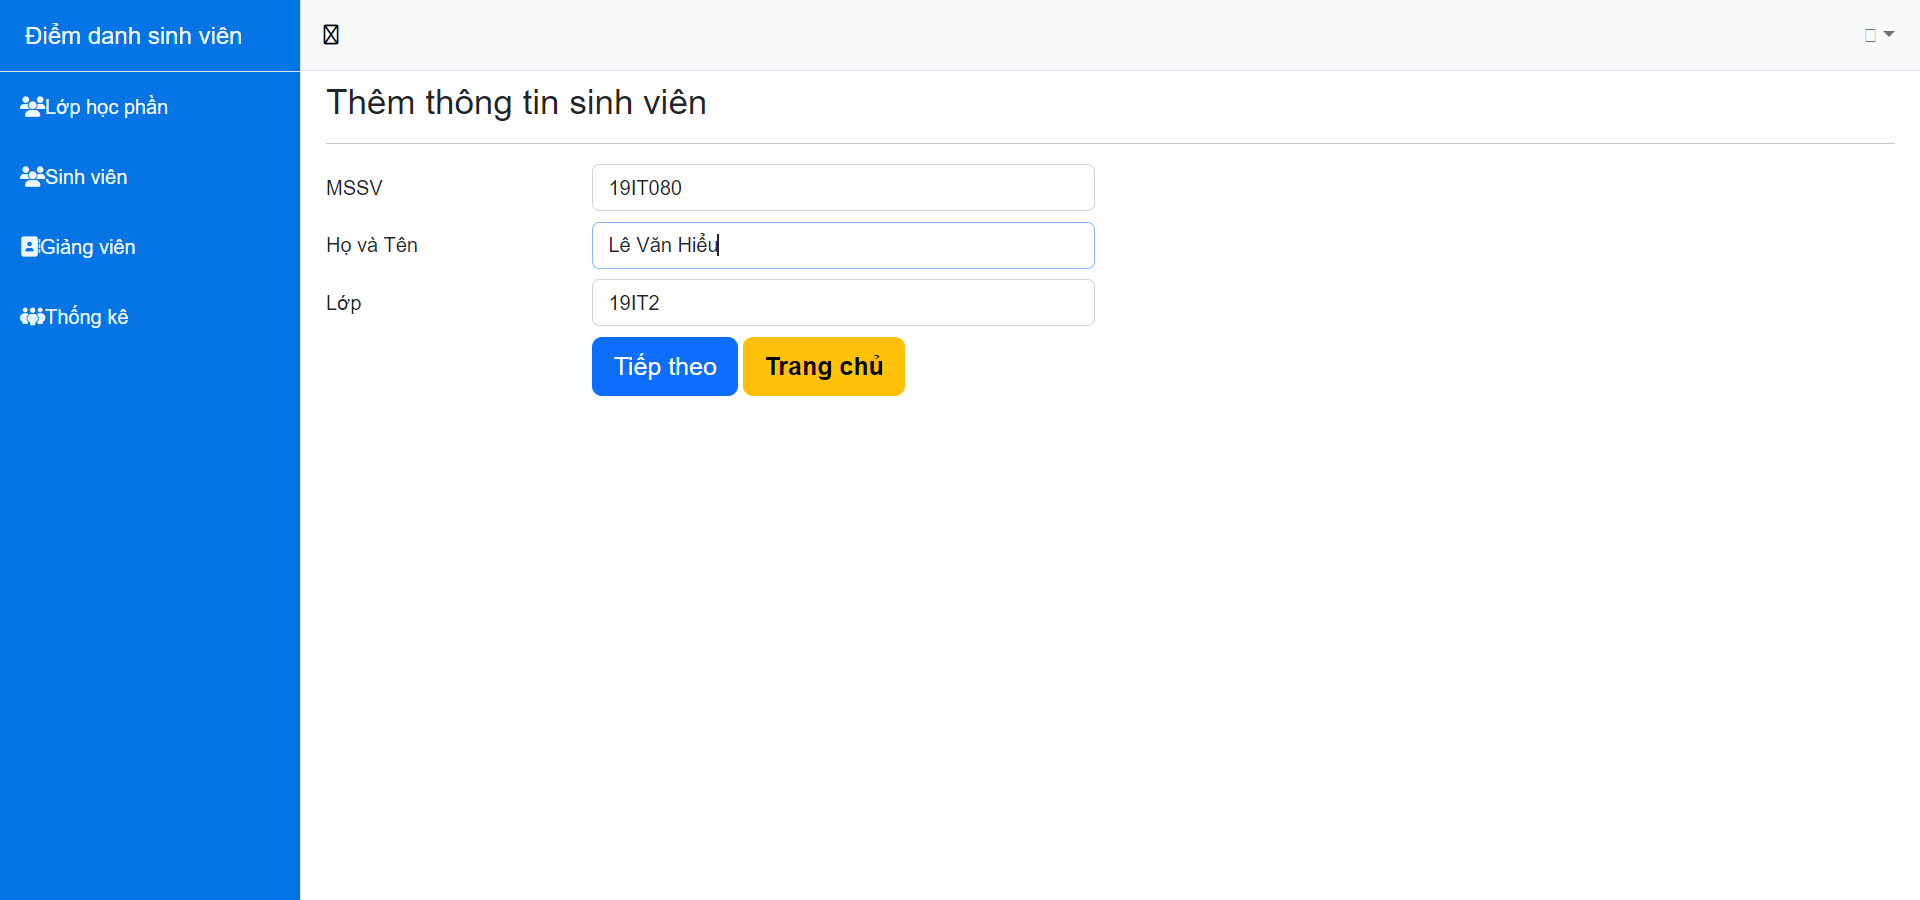 Điểm danh sinh viên
Lớp học phần
Sinh viên
Giảng viên
Thống kê
Thêm thông tin sinh viên
MSSV 19IT080
Họ và Tên Lê Văn Hiểu
Lớp 19IT2
Tiếp theo Trang chủ